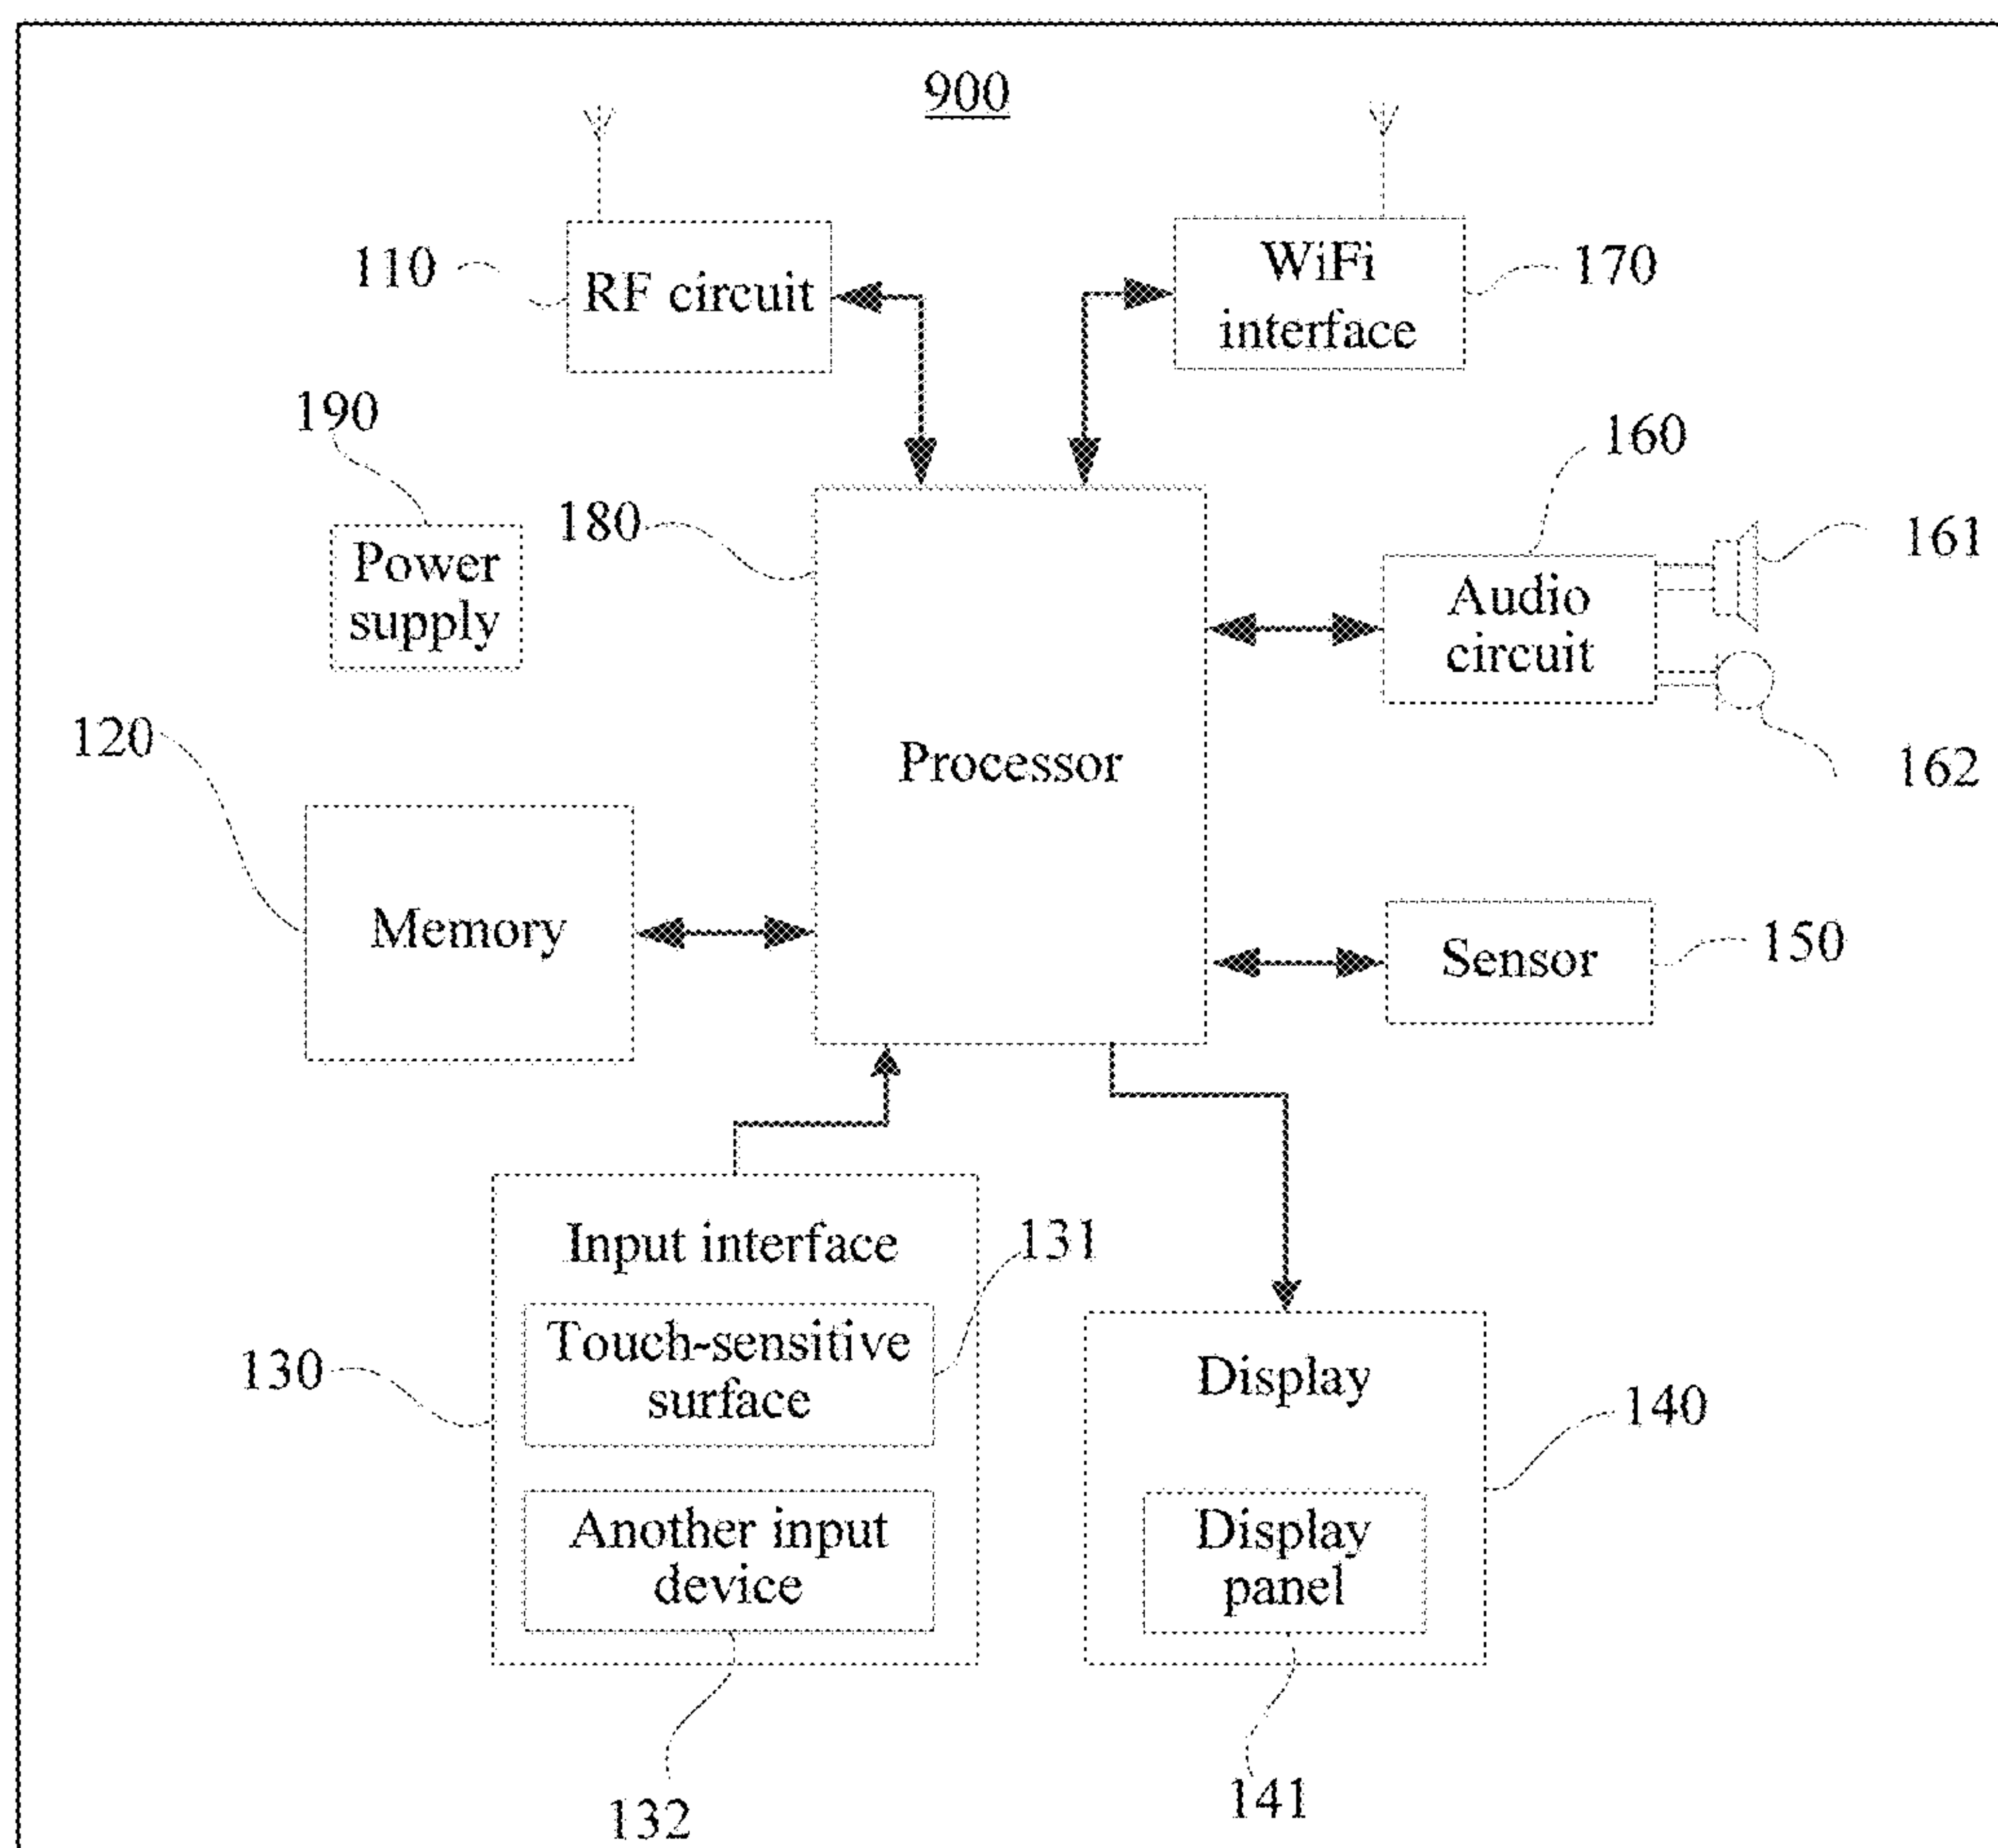 900
110
RF circuit
WiFi
interface
170
190
Power
supply
180
160
161
Audio
circuit
162
Processor
120
Memory
Sensor
150
Input interface
131
Touch-sensitive
surface
130
Another input
device
132
Display
140
Display
panel
141